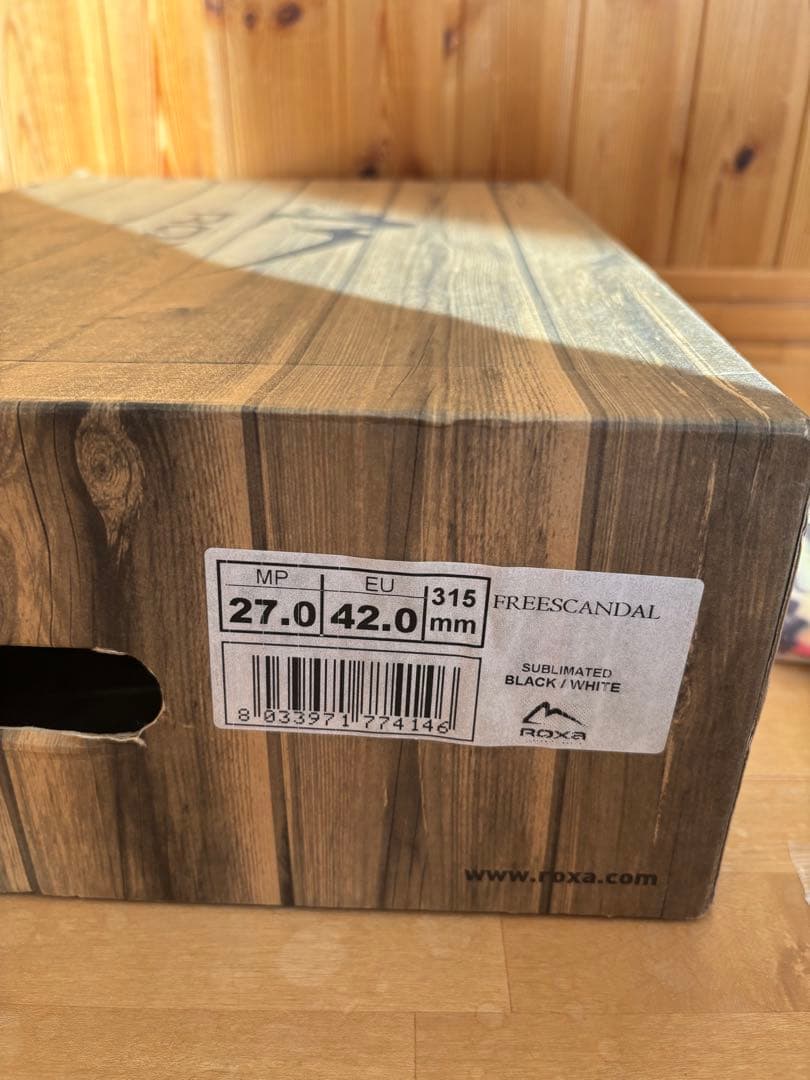 MP EU
27.0 42.0 315 mm
FREESCANDAL
SUBLIMATED
BLACK / WHITE
8 033971 774146
ROXA
www.roxa.com